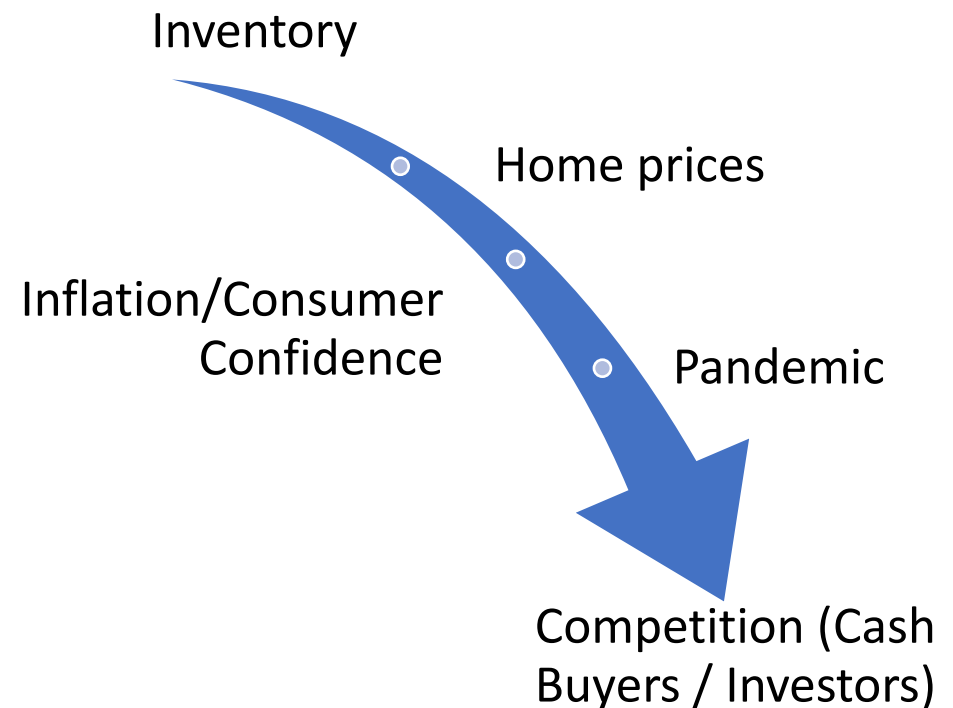 Inventory
Home prices
Inflation/Consumer
Confidence
Pandemic
Competition (Cash
Buyers / Investors)